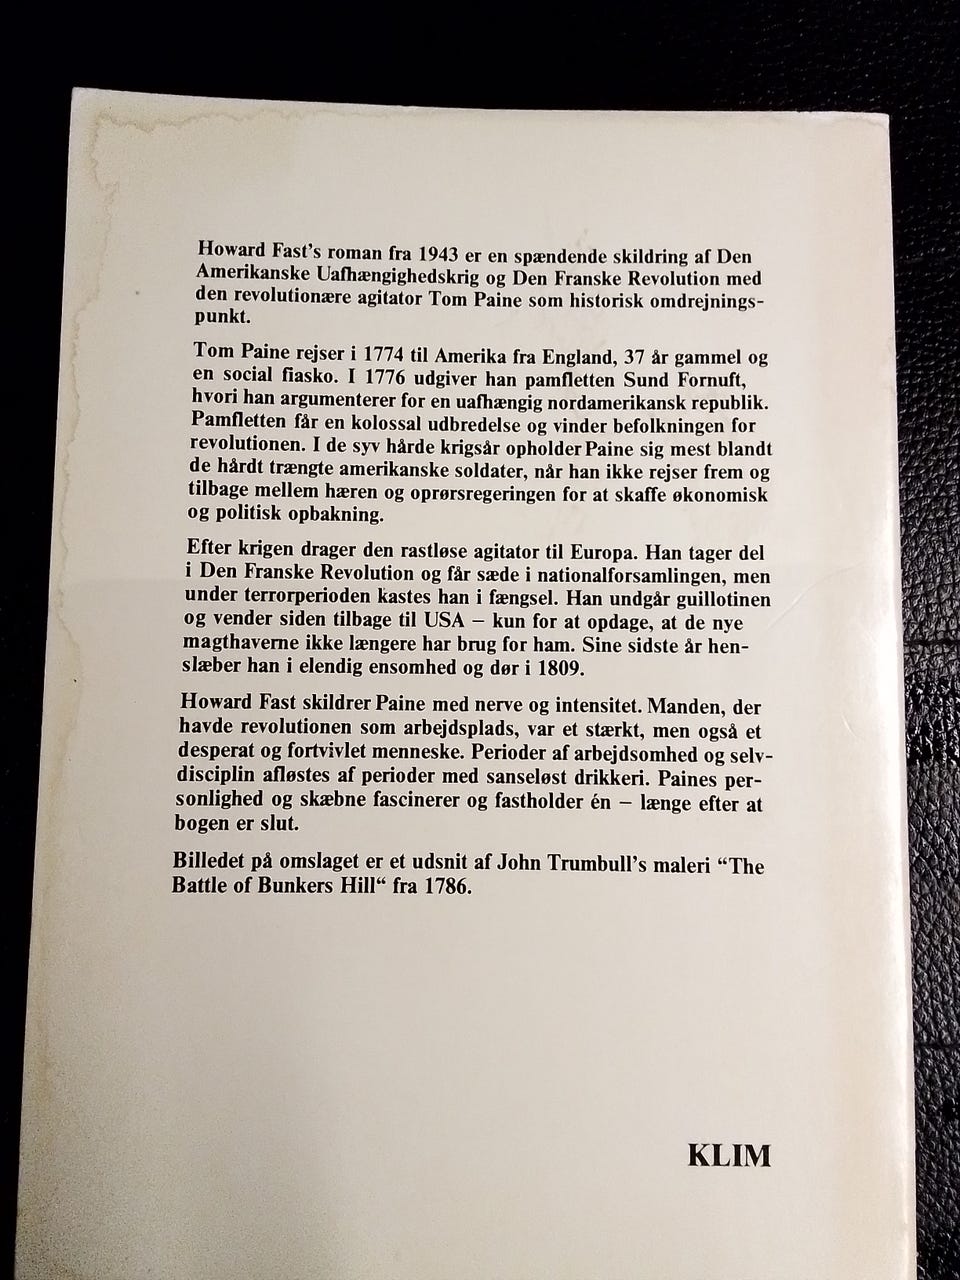 Howard Fast's roman fra 1943 er en spændende skildring af Den
Amerikanske Uafhængighedskrig og Den Franske Revolution med
den revolutionære agitator Tom Paine som historisk omdrejnings-
punkt.
Tom Paine rejser i 1774 til Amerika fra England, 37 år gammel og
en social fiasko. I 1776 udgiver han pamfletten Sund Fornuft,
hvori han argumenterer for en uafhængig nordamerikansk republik.
Pamfletten får en kolossal udbredelse og vinder befolkningen for
revolutionen. I de syv hårde krigsår opholder Paine sig mest blandt
de hårdt trængte amerikanske soldater, når han ikke rejser frem og
tilbage mellem hæren og oprørsregeringen for at skaffe økonomisk
og politisk opbakning.
Efter krigen drager den rastløse agitator til Europa. Han tager del
i Den Franske Revolution og får sæde i nationalforsamlingen, men
under terrorperioden kastes han i fængsel. Han undgår guillotinen
og vender siden tilbage til USA – kun for at opdage, at de nye
magthaverne ikke længere har brug for ham. Sine sidste år hen-
slæber han i elendig ensomhed og dør i 1809.
Howard Fast skildrer Paine med nerve og intensitet. Manden, der
havde revolutionen som arbejdsplads, var et stærkt, men også et
desperat og fortvivlet menneske. Perioder af arbejdsomhed og selv-
disciplin afløstes af perioder med sanseløst drikkeri. Paines per-
sonlighed og skæbne fascinerer og fastholder én – længe efter at
bogen er slut.
Billedet på omslaget er et udsnit af John Trumbull's maleri “The
Battle of Bunkers Hill“ fra 1786.
KLIM